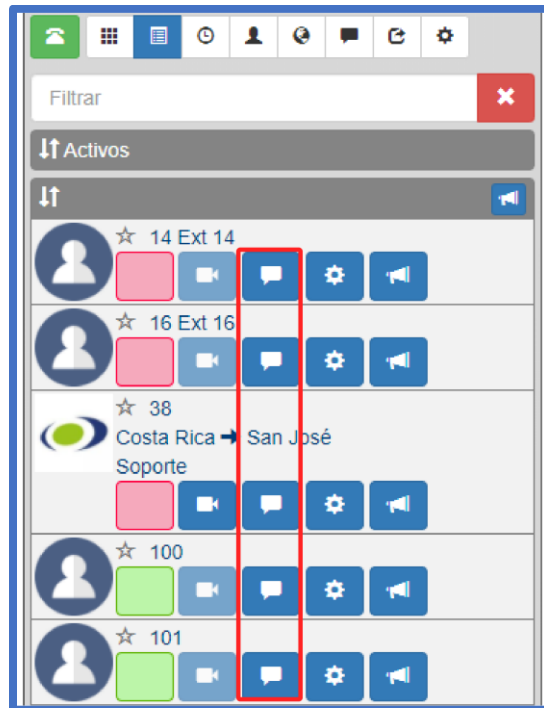 Filtrar
Activos
14 Ext 14
16 Ext 16
38
Costa Rica → San José
Soporte
100
101